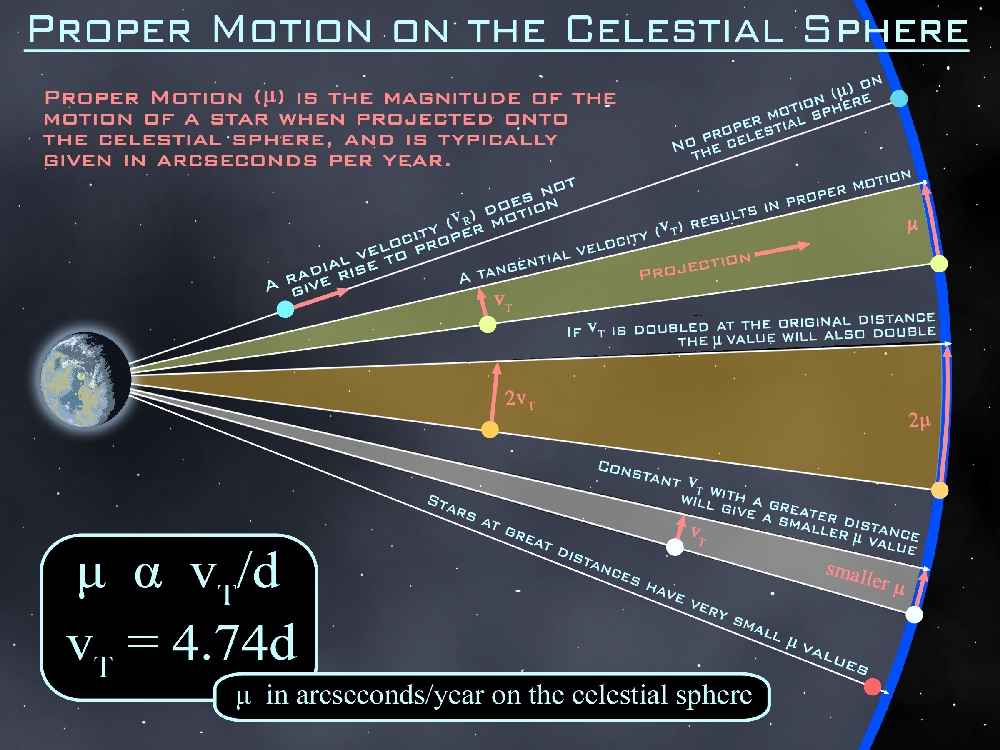 Proper Motion on the Celestial Sphere
Proper Motion (μ) is the magnitude of the
motion of a star when projected onto
the celestial sphere, and is typically
given in arcseconds per year.
No proper motion (μ) on
the celestial sphere
A radial velocity (vR) does not
give rise to proper motion
A tangential velocity (vT) results in proper motion
Projection
μ
vT
If vT is doubled at the original distance
the μ value will also double
2vT
2μ
Constant vT with a greater distance
will give a smaller μ value
vT
smaller μ
Stars at great distances have very small μ values
μ α vT/d
vT = 4.74d
μ in arcseconds/year on the celestial sphere